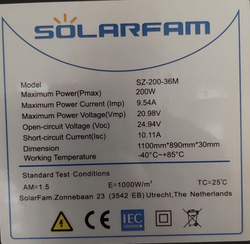 SOLARFAM
Model SZ-200-36M
Maximum Power(Pmax) 200W
Maximum Power Current (Imp) 9.54A
Maximum Power Voltage(Vmp) 20.98V
Open-circuit Voltage (Voc) 24.94V
Short-circuit Current(Isc) 10.11A
Dimension 1100mm*890mm*30mm
Working Temperature -40°C~+85°C
Standard Test Conditions
AM=1.5 E=1000W/m² TC=25°C
SolarFam.Zonnebaan 23 (3542 EB) Utrecht,The Netherlands
CE IEC